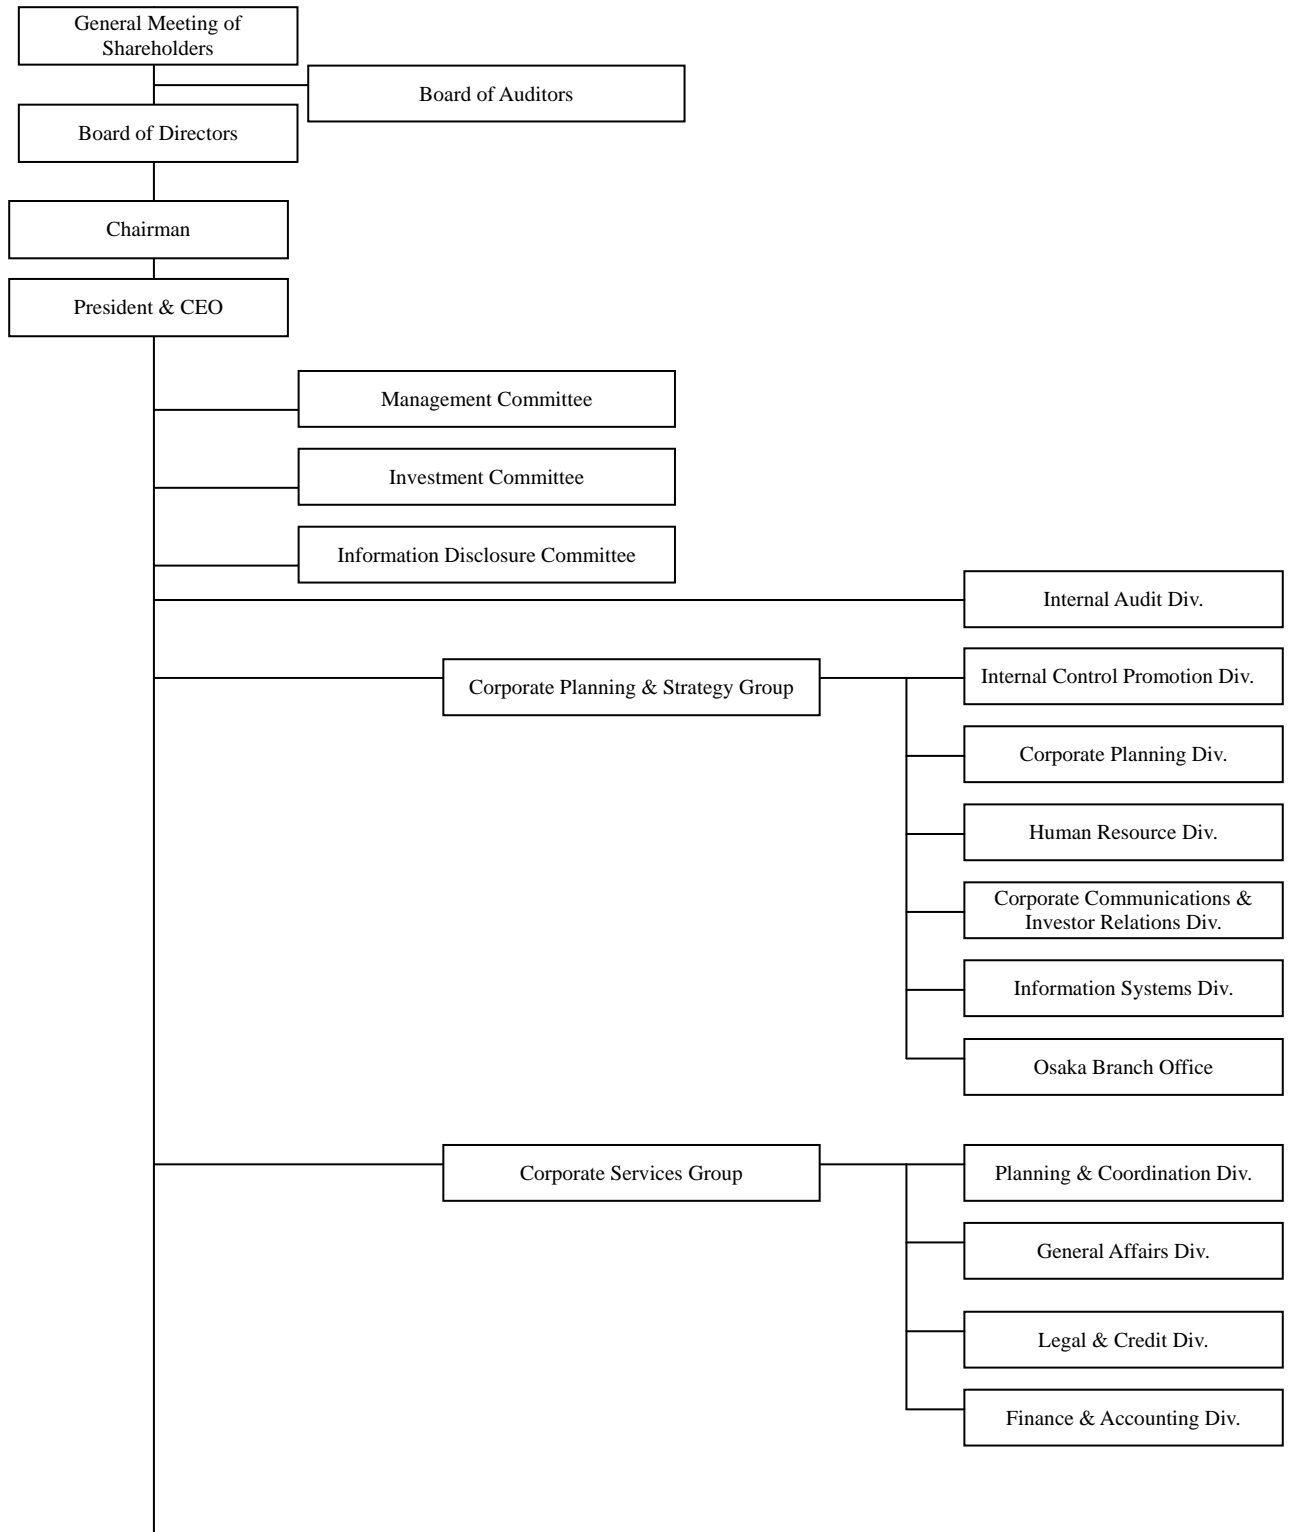 General Meeting of
Shareholders
Board of Auditors
Board of Directors
Chairman
President & CEO
Management Committee
Investment Committee
Information Disclosure Committee
Internal Audit Div.
Corporate Planning & Strategy Group
Internal Control Promotion Div.
Corporate Planning Div.
Human Resource Div.
Corporate Communications &
Investor Relations Div.
Information Systems Div.
Osaka Branch Office
Corporate Services Group
Planning & Coordination Div.
General Affairs Div.
Legal & Credit Div.
Finance & Accounting Div.